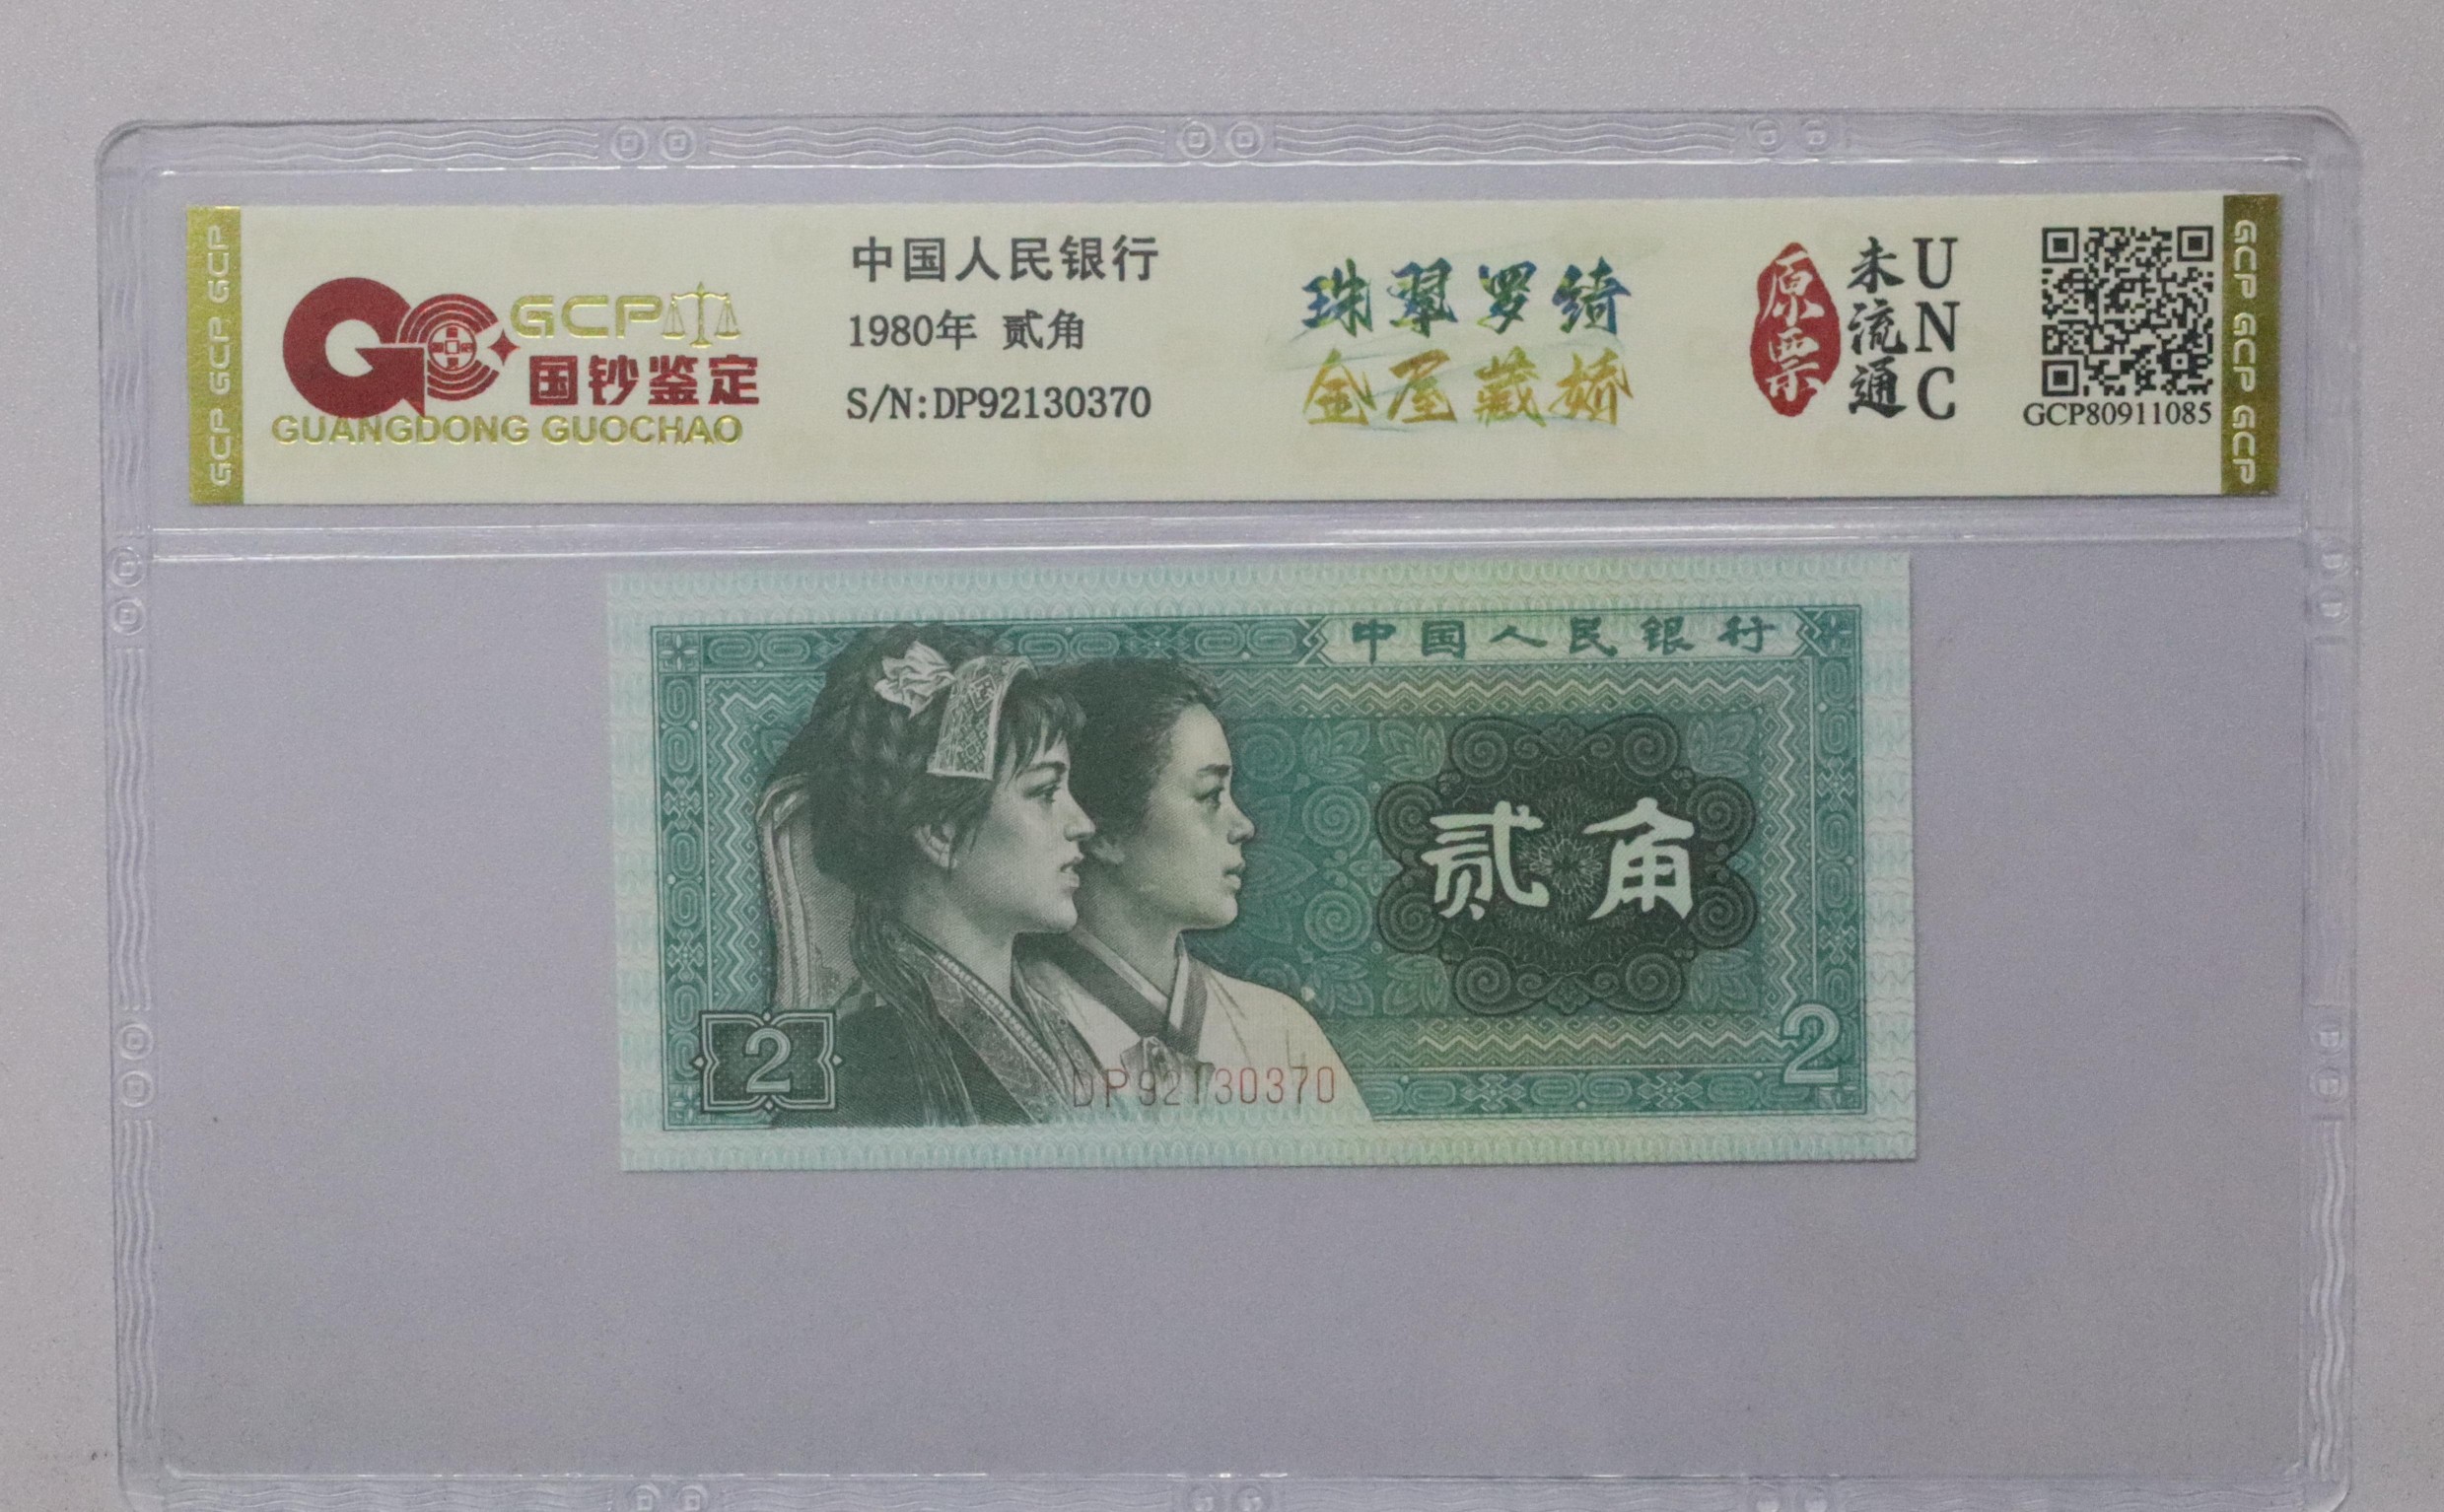 GCP GCP GCP
GCP
国钞鉴定
GUANGDONG GUOCHAO
中国人民银行
1980年 贰角
S/N:DP92130370
珠翠罗绮
金屋藏娇
原票
未流通
UNC
GCP80911085
GCP GCP GCP
中国人民银行
贰角
2
2
DP92130370